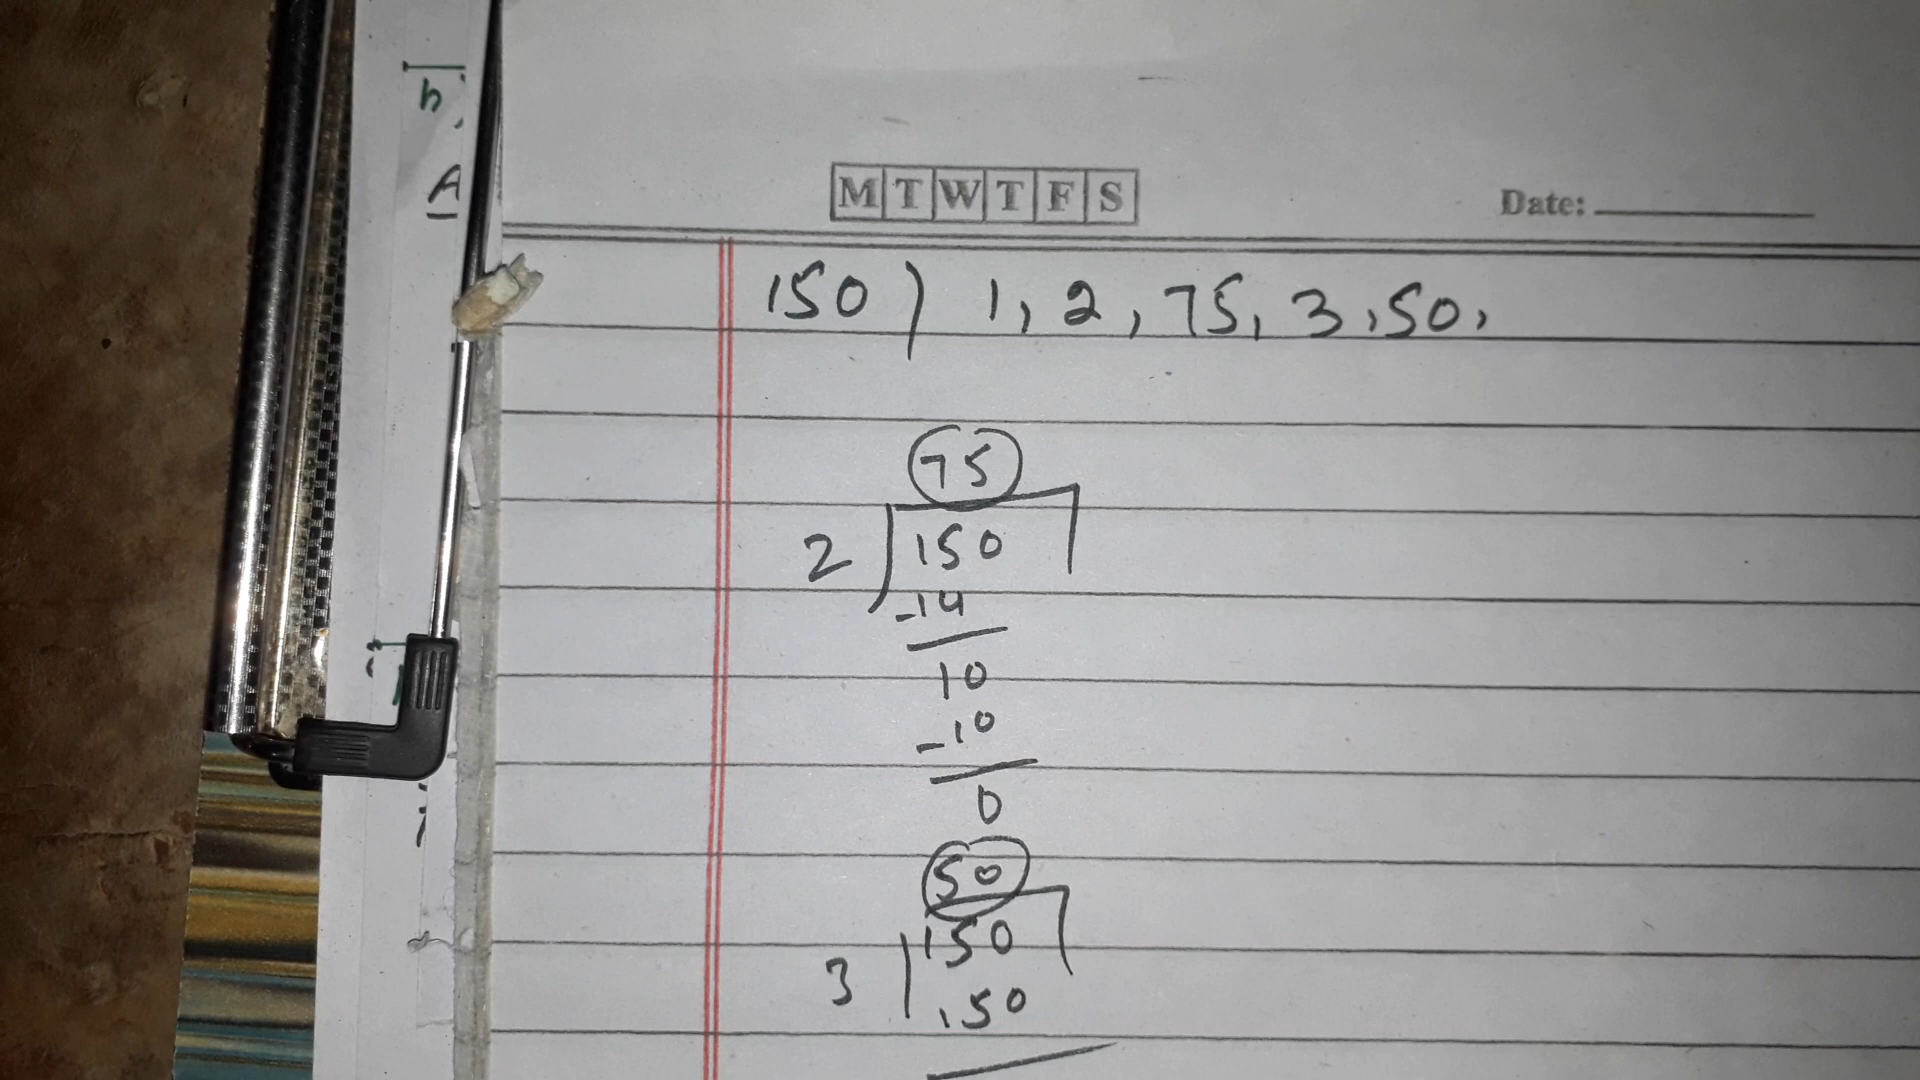 h,
A
M T W T F S
Date:
150 ) 1, 2, 75, 3, 50,
75
2 150
-14
10
-10
0
50
3 150
150